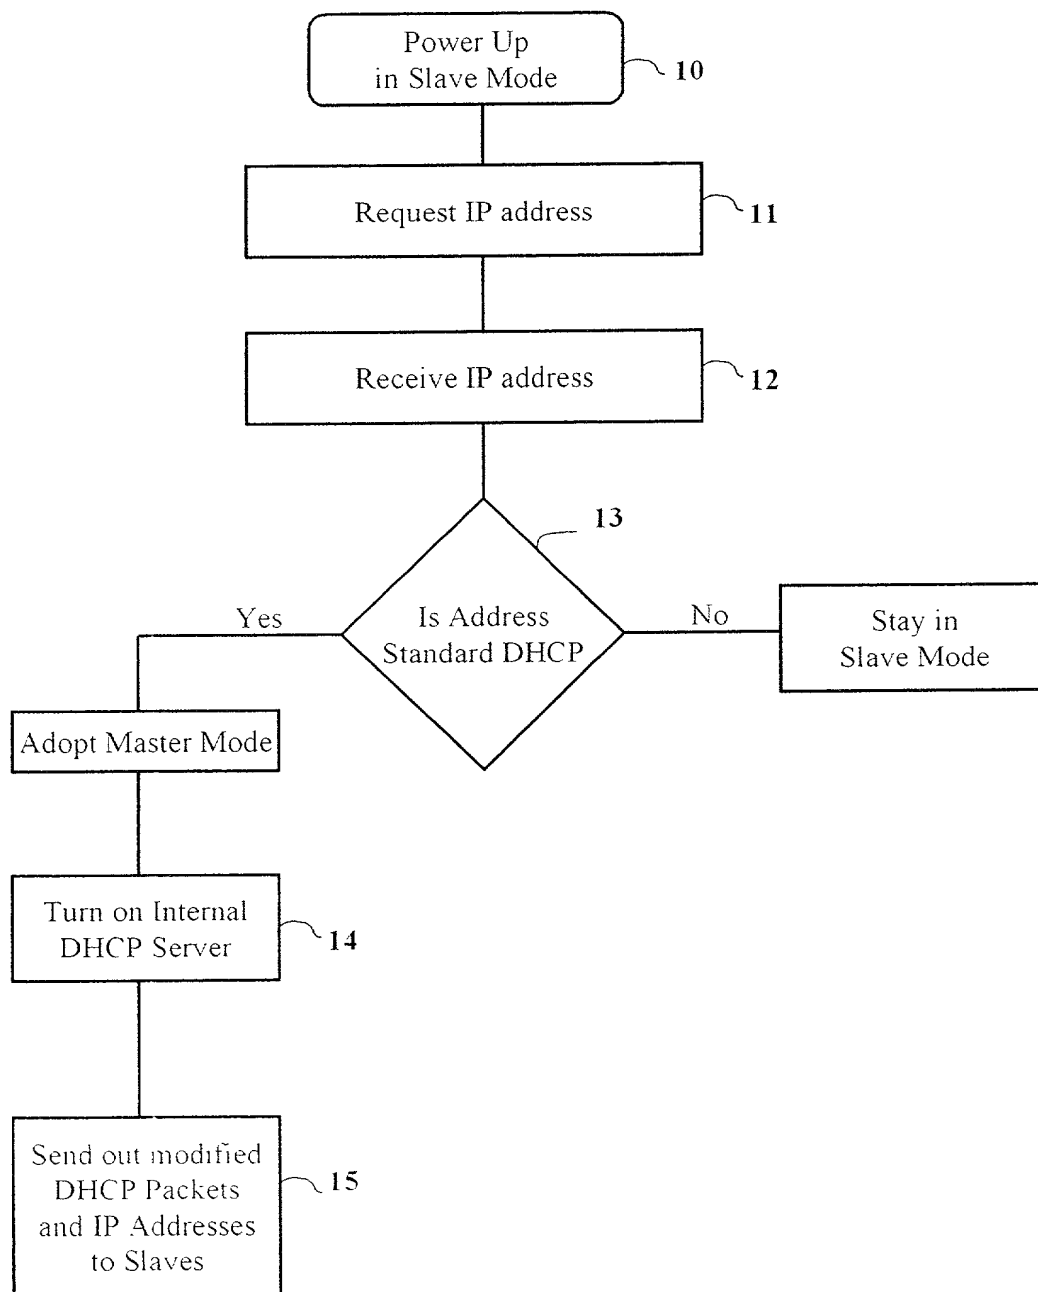 Power Up
in Slave Mode
10
Request IP address
11
Receive IP address
12
13
Is Address
Standard DHCP
Yes
No
Stay in
Slave Mode
Adopt Master Mode
Turn on Internal
DHCP Server
14
Send out modified
DHCP Packets
and IP Addresses
to Slaves
15